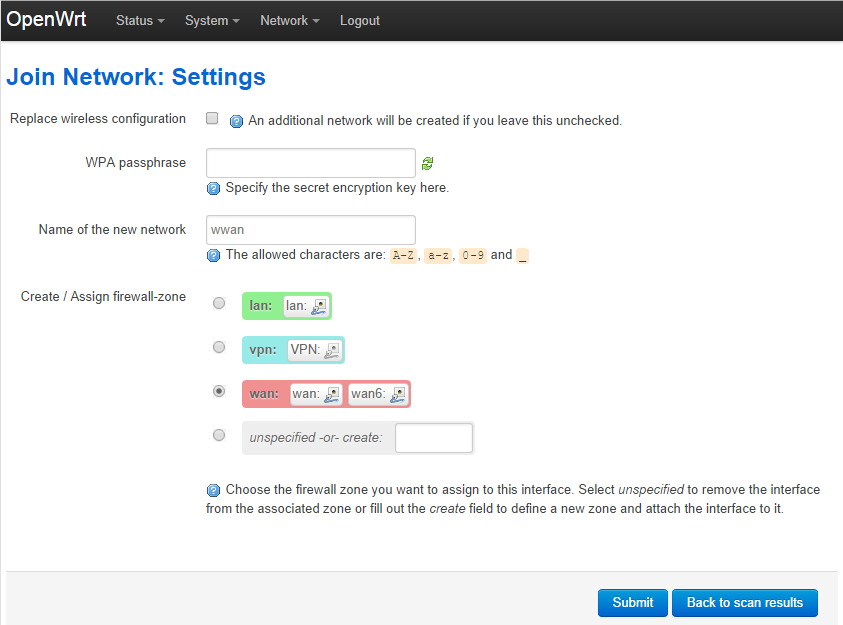 OpenWrt Status System Network Logout
Join Network: Settings
Replace wireless configuration An additional network will be created if you leave this unchecked.
WPA passphrase
Specify the secret encryption key here.
Name of the new network wwan
The allowed characters are: A-Z, a-z, 0-9 and _
Create / Assign firewall-zone lan: lan:
vpn: VPN:
wan: wan: wan6:
unspecified -or- create:
Choose the firewall zone you want to assign to this interface. Select unspecified to remove the interface
from the associated zone or fill out the create field to define a new zone and attach the interface to it.
Submit Back to scan results